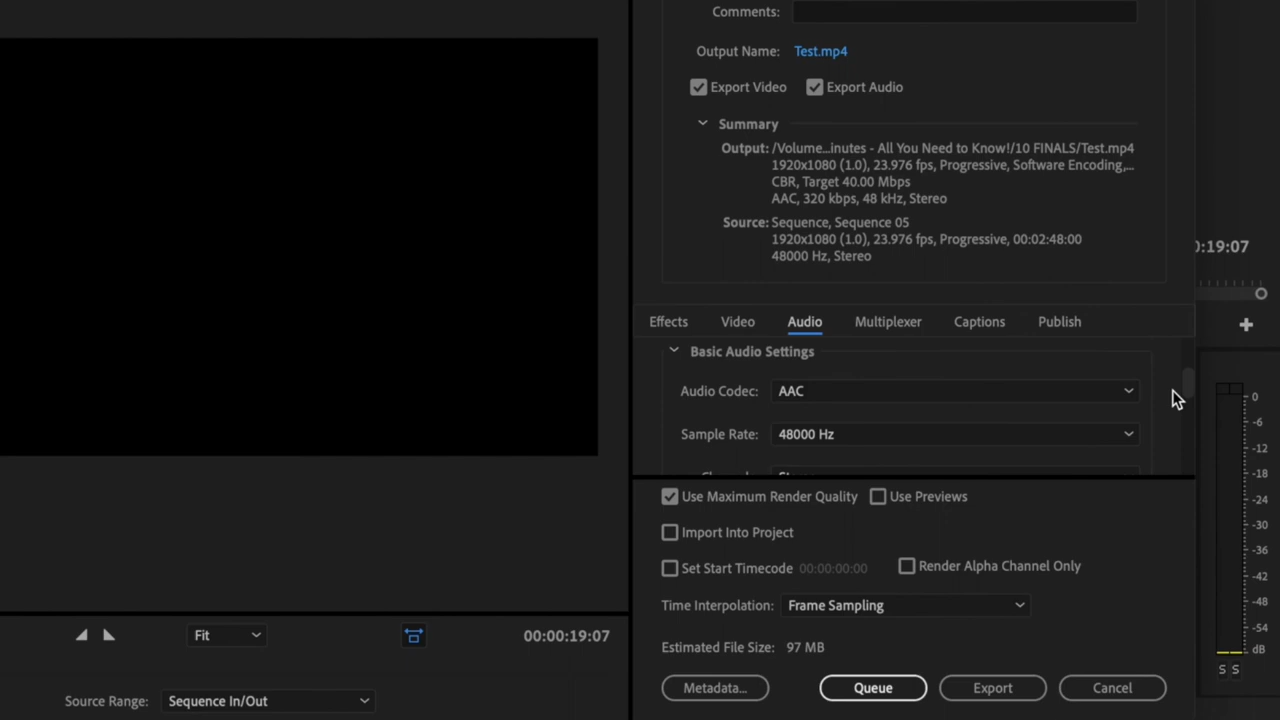 Comments:
Output Name: Test.mp4
Export Video Export Audio
Summary
Output: /Volume...inutes - All You Need to Know!/10 FINALS/Test.mp4
1920x1080 (1.0), 23.976 fps, Progressive, Software Encoding,...
CBR, Target 40.00 Mbps
AAC, 320 kbps, 48 kHz, Stereo
Source: Sequence, Sequence 05
1920x1080 (1.0), 23.976 fps, Progressive, 00:02:48:00
48000 Hz, Stereo
:19:07
Effects Video Audio Multiplexer Captions Publish
Basic Audio Settings
Audio Codec: AAC
Sample Rate: 48000 Hz
Use Maximum Render Quality Use Previews
Import Into Project
Set Start Timecode 00:00:00:00 Render Alpha Channel Only
Time Interpolation: Frame Sampling
Estimated File Size: 97 MB
Metadata... Queue Export Cancel
Fit 00:00:19:07
Source Range: Sequence In/Out
0
-6
-12
-18
-24
-30
-36
-42
-48
-54
dB
S S